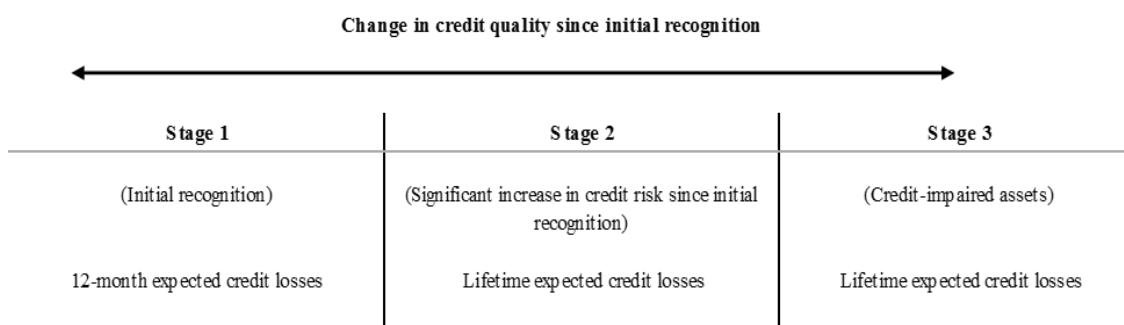 Change in credit quality since initial recognition
Stage 1
Stage 2
Stage 3
(Initial recognition)
(Significant increase in credit risk since initial
recognition)
(Credit-impaired assets)
12-month expected credit losses
Lifetime expected credit losses
Lifetime expected credit losses